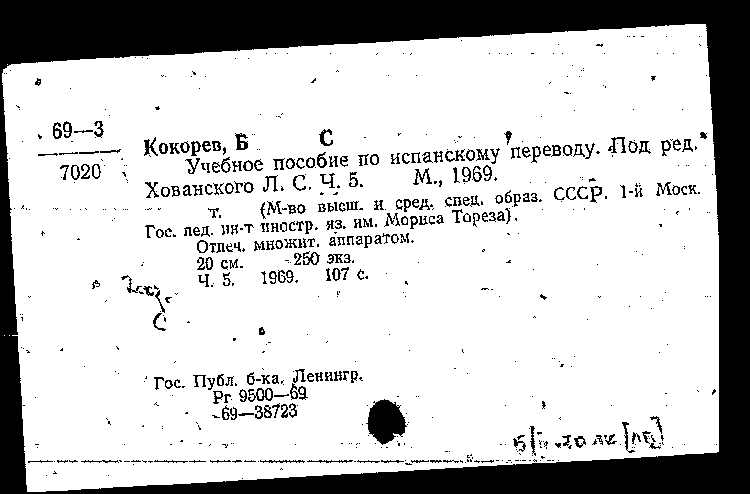 69—3
7020
Кокорев, Б С
Учебное пособие по испанскому переводу. Под ред.
Хованского Л. С. Ч. 5. М., 1969.
т. (М-во высш. и сред. спец. образ. СССР. 1-й Моск.
Гос. пед. ин-т иностр. яз. им. Мориса Тореза).
Отпеч. множит. аппаратом.
20 см. 250 экз.
Ч. 5. 1969. 107 с.
С
Гос. Публ. б-ка, Ленингр.
Рг 9500—69
69—38723